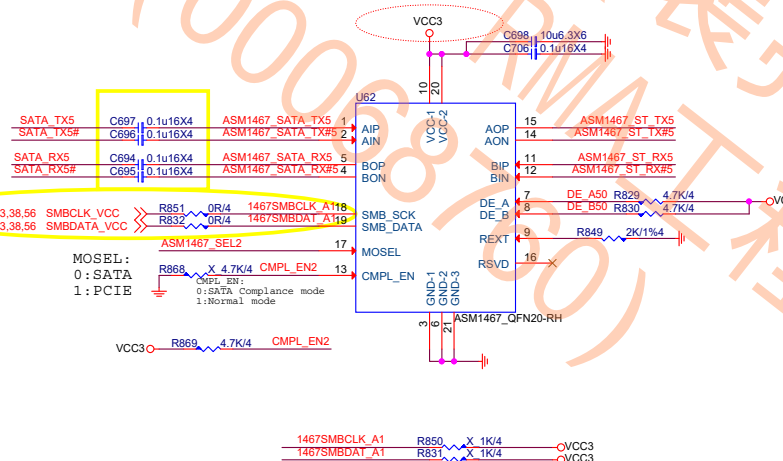 VCC3
C698 10u6.3X6
C706 0.1u16X4
10
20
U62
VCC-1
VCC-2
SATA_TX5 C697 0.1u16X4 ASM1467_SATA_TX5 1 AIP
SATA_TX5# C696 0.1u16X4 ASM1467_SATA_TX#5 2 AIN
AOP 15 ASM1467_ST_TX5
AON 14 ASM1467_ST_TX#5
SATA_RX5 C694 0.1u16X4 ASM1467_SATA_RX5 5 BOP
SATA_RX5# C695 0.1u16X4 ASM1467_SATA_RX#5 4 BON
BIP 11 ASM1467_ST_RX5
BIN 12 ASM1467_ST_RX#5
3,38,56 SMBCLK_VCC R851 0R/4 1467SMBCLK_A1 18 SMB_SCK
3,38,56 SMBDATA_VCC R832 0R/4 1467SMBDAT_A1 19 SMB_DATA
DE_A 7 DE_A50 R829 4.7K/4
DE_B 8 DE_B50 R830 4.7K/4
REXT 9 R849 2K/1%4
ASM1467_SEL2 17 MOSEL
RSVD 16
MOSEL:
0:SATA
1:PCIE
R868 X_4.7K/4 CMPL_EN2 13 CMPL_EN
CMPL_EN:
0:SATA Complance mode
1:Normal mode
GND-1
GND-2
GND-3
ASM1467_QFN20-RH
3
6
21
VCC3 R869 4.7K/4 CMPL_EN2
1467SMBCLK_A1 R850 X_1K/4 VCC3
1467SMBDAT_A1 R831 X_1K/4 VCC3